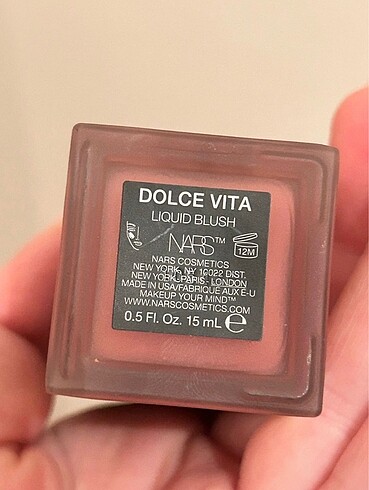 DOLCE VITA
LIQUID BLUSH
NARS™
12M
NARS COSMETICS
NEW YORK, NY 10022 DIST.
NEW YORK-PARIS - LONDON
MADE IN USA/FABRIQUÉ AUX É-U
MAKEUP YOUR MIND™
WWW.NARSCOSMETICS.COM
0.5 Fl. Oz. 15 mL ℮